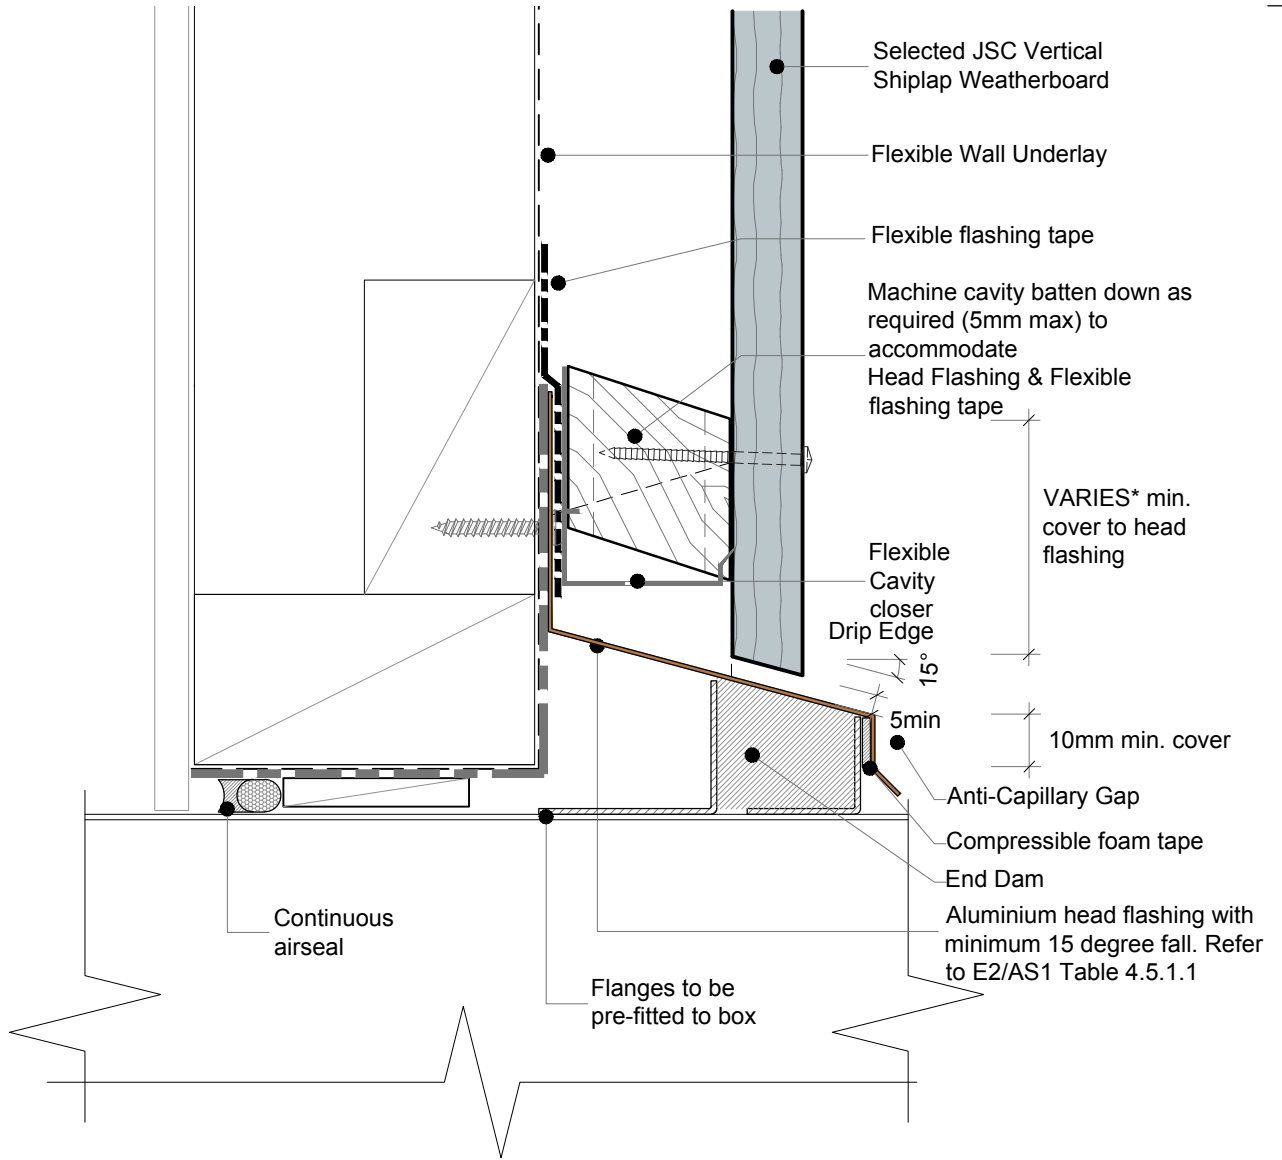 Selected JSC Vertical
Shiplap Weatherboard
Flexible Wall Underlay
Flexible flashing tape
Machine cavity batten down as
required (5mm max) to
accommodate
Head Flashing & Flexible
flashing tape
VARIES* min.
cover to head
flashing
Flexible
Cavity
closer
Drip Edge
15°
5min
10mm min. cover
Anti-Capillary Gap
Compressible foam tape
End Dam
Aluminium head flashing with
minimum 15 degree fall. Refer
to E2/AS1 Table 4.5.1.1
Continuous
airseal
Flanges to be
pre-fitted to box